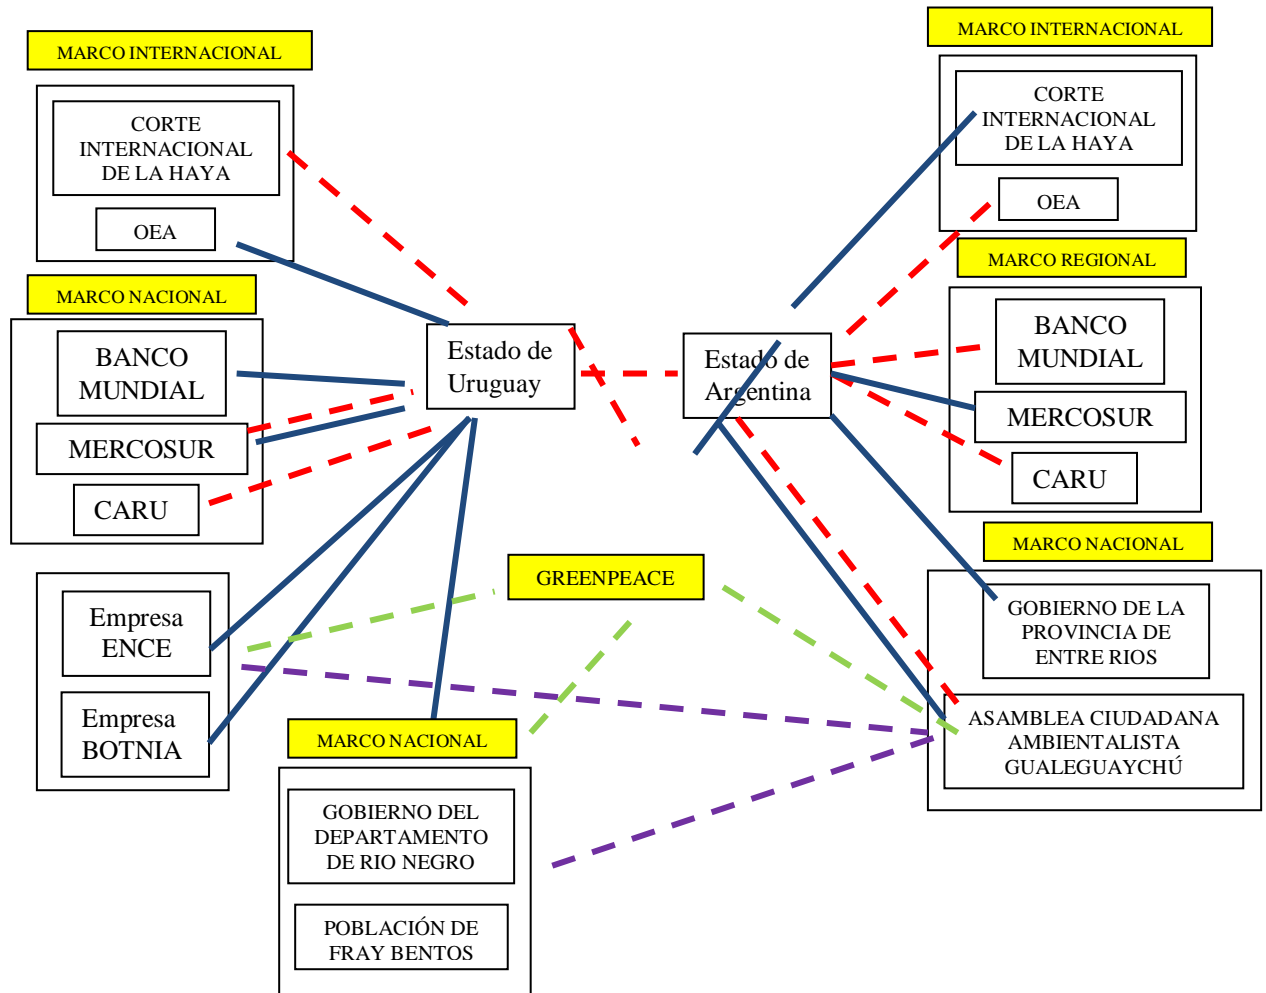 MARCO INTERNACIONAL
CORTE
INTERNACIONAL
DE LA HAYA
OEA
MARCO NACIONAL
BANCO
MUNDIAL
MERCOSUR
CARU
Empresa
ENCE
Empresa
BOTNIA
Estado de
Uruguay
Estado de
Argentina
GREENPEACE
MARCO NACIONAL
GOBIERNO DEL
DEPARTAMENTO
DE RIO NEGRO
POBLACIÓN DE
FRAY BENTOS
MARCO INTERNACIONAL
CORTE
INTERNACIONAL
DE LA HAYA
OEA
MARCO REGIONAL
BANCO
MUNDIAL
MERCOSUR
CARU
MARCO NACIONAL
GOBIERNO DE LA
PROVINCIA DE
ENTRE RIOS
ASAMBLEA CIUDADANA
AMBIENTALISTA
GUALEGUAYCHÚ